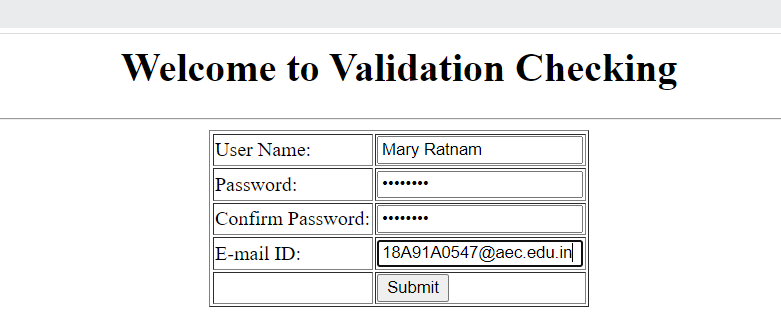 Welcome to Validation Checking
User Name: Mary Ratnam
Password: ••••••••
Confirm Password: ••••••••
E-mail ID: 18A91A0547@aec.edu.in
Submit